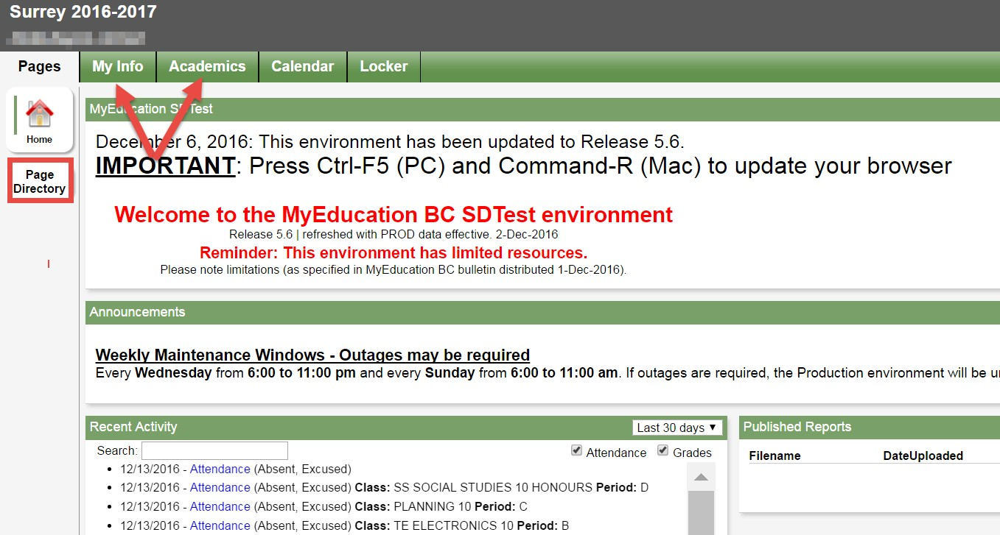 Surrey 2016-2017
Pages
My Info
Academics
Calendar
Locker
Home
Page
Directory
MyEducation SDTest
December 6, 2016: This environment has been updated to Release 5.6.
IMPORTANT: Press Ctrl-F5 (PC) and Command-R (Mac) to update your browser
Welcome to the MyEducation BC SDTest environment
Release 5.6 | refreshed with PROD data effective. 2-Dec-2016
Reminder: This environment has limited resources.
Please note limitations (as specified in MyEducation BC bulletin distributed 1-Dec-2016).
Announcements
Weekly Maintenance Windows - Outages may be required
Every Wednesday from 6:00 to 11:00 pm and every Sunday from 6:00 to 11:00 am. If outages are required, the Production environment will be
Recent Activity
Last 30 days ▼
Search:
Attendance
Grades
• 12/13/2016 - Attendance (Absent, Excused)
• 12/13/2016 - Attendance (Absent, Excused) Class: SS SOCIAL STUDIES 10 HONOURS Period: D
• 12/13/2016 - Attendance (Absent, Excused) Class: PLANNING 10 Period: C
• 12/13/2016 - Attendance (Absent, Excused) Class: TE ELECTRONICS 10 Period: B
Published Reports
Filename
DateUploaded